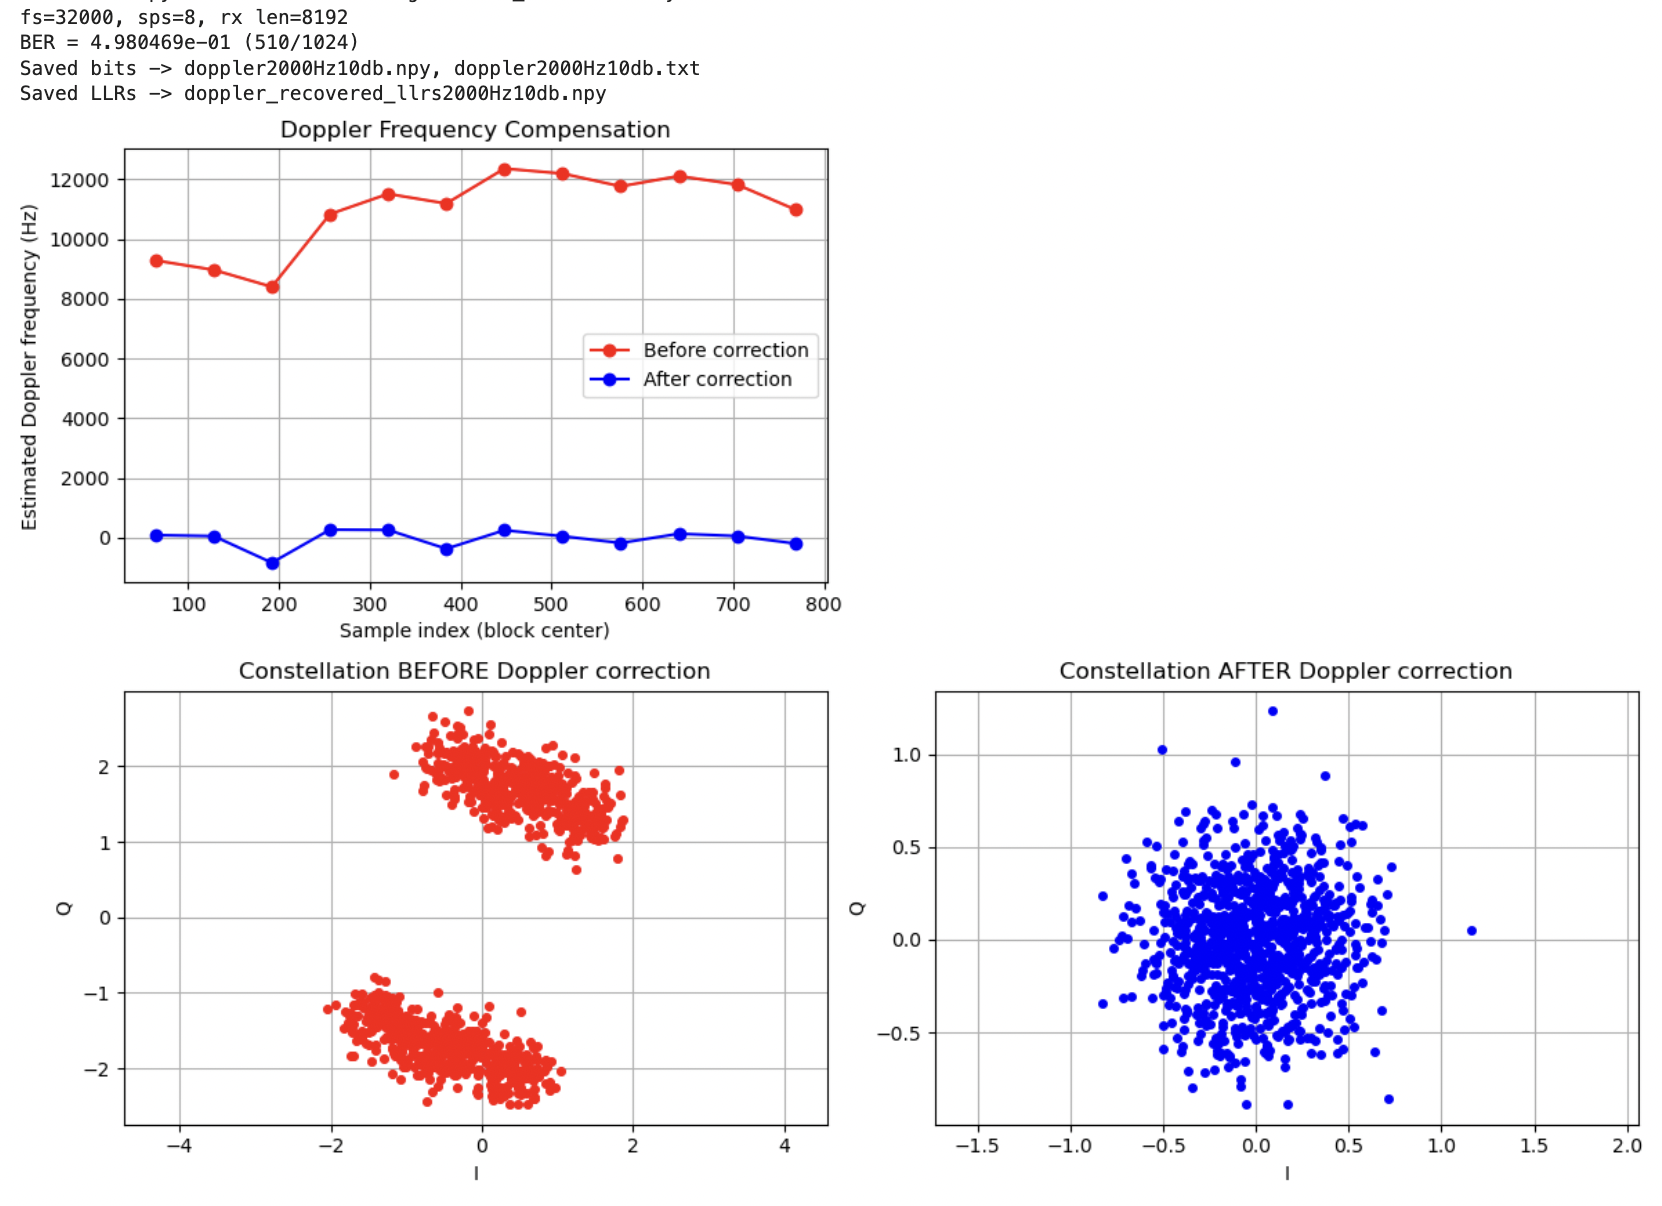 fs=32000, sps=8, rx len=8192
BER = 4.980469e-01 (510/1024)
Saved bits -> doppler2000Hz10db.npy, doppler2000Hz10db.txt
Saved LLRs -> doppler_recovered_llrs2000Hz10db.npy
Doppler Frequency Compensation
Estimated Doppler frequency (Hz)
12000
10000
8000
6000
4000
2000
0
Before correction
After correction
100 200 300 400 500 600 700 800
Sample index (block center)
Constellation BEFORE Doppler correction
Q
2
1
0
−1
−2
−4 −2 0 2 4
I
Constellation AFTER Doppler correction
Q
1.0
0.5
0.0
−0.5
−1.5 −1.0 −0.5 0.0 0.5 1.0 1.5 2.0
I